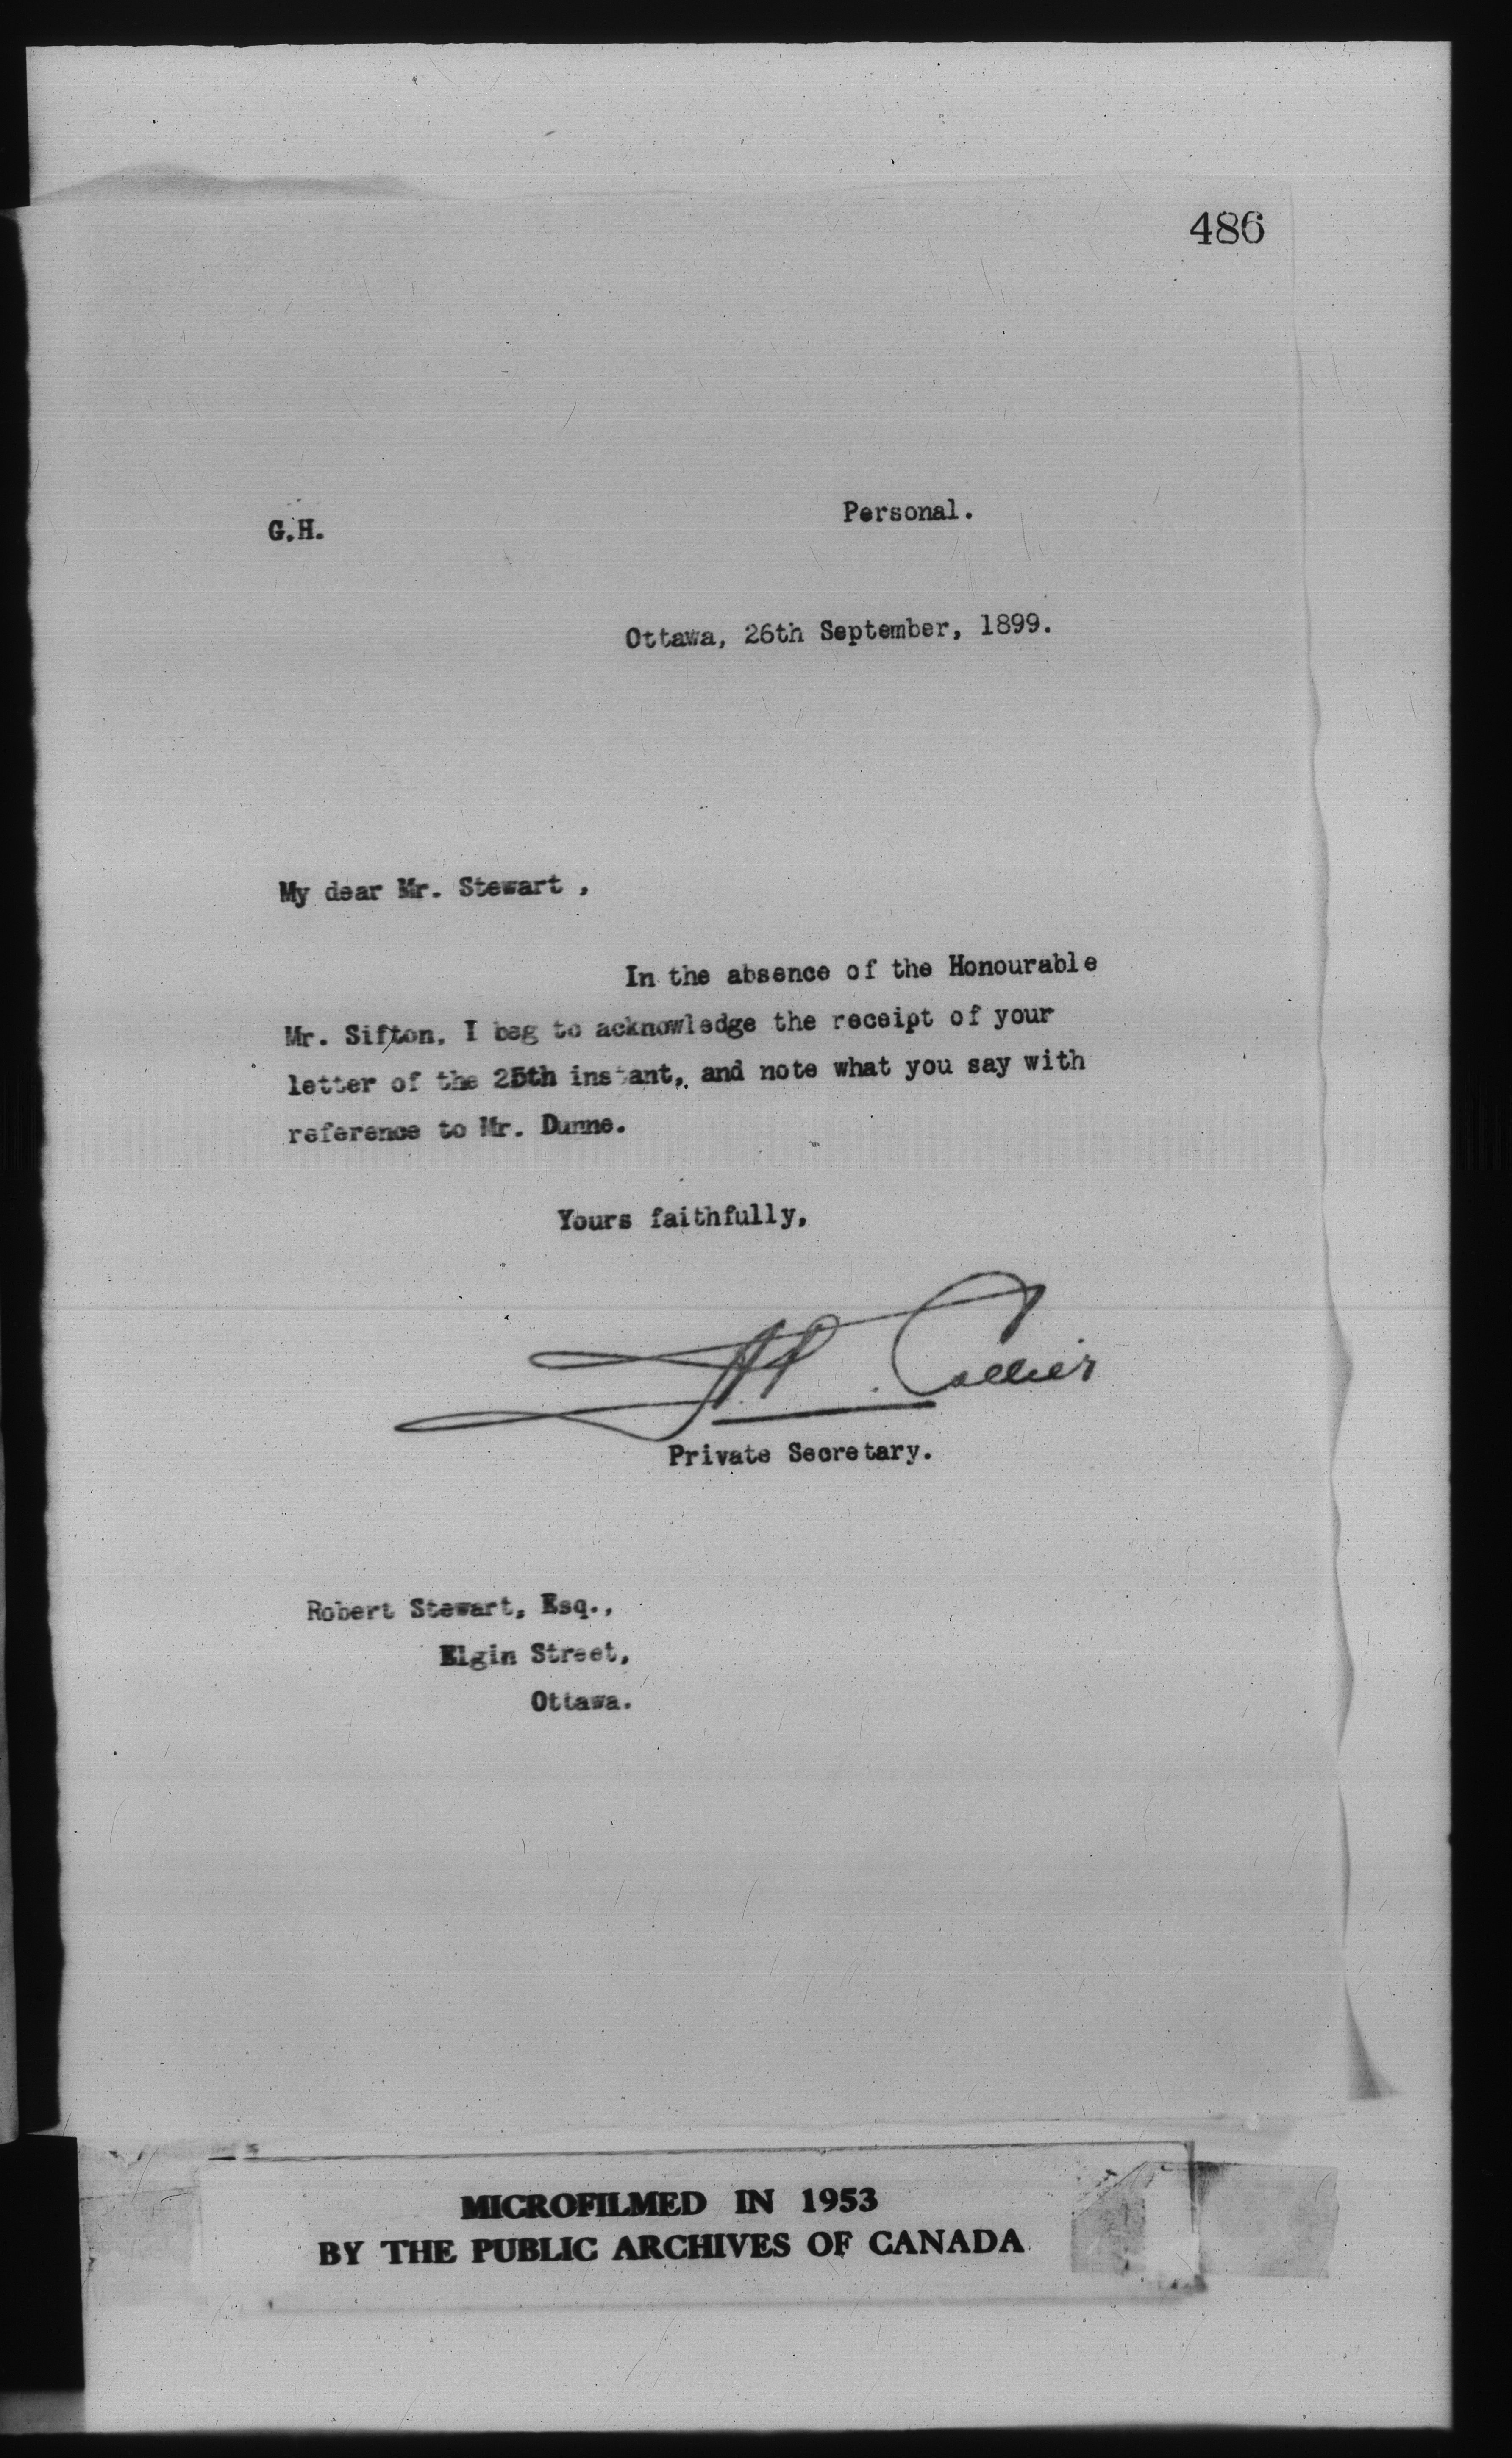 486
Personal.
G.H.
Ottawa, 26th September, 1899.
My dear Mr. Stewart ,
In the absence of the Honourable
Mr. Sifton, I beg to acknowledge the receipt of your
letter of the 25th instant, and note what you say with
reference to Mr. Dunne.
Yours faithfully,
Collier
Private Secretary.
Robert Stewart, Esq.,
Elgin Street,
Ottawa.
MICROFILMED IN 1953
BY THE PUBLIC ARCHIVES OF CANADA